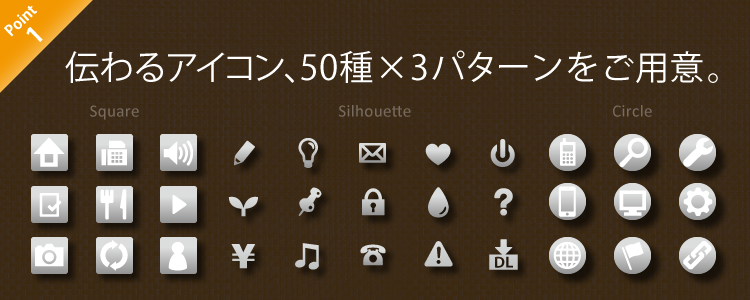 Point
1
伝わるアイコン、50種×3パターンをご用意。
Square
Silhouette
Circle
?
¥
!
DL